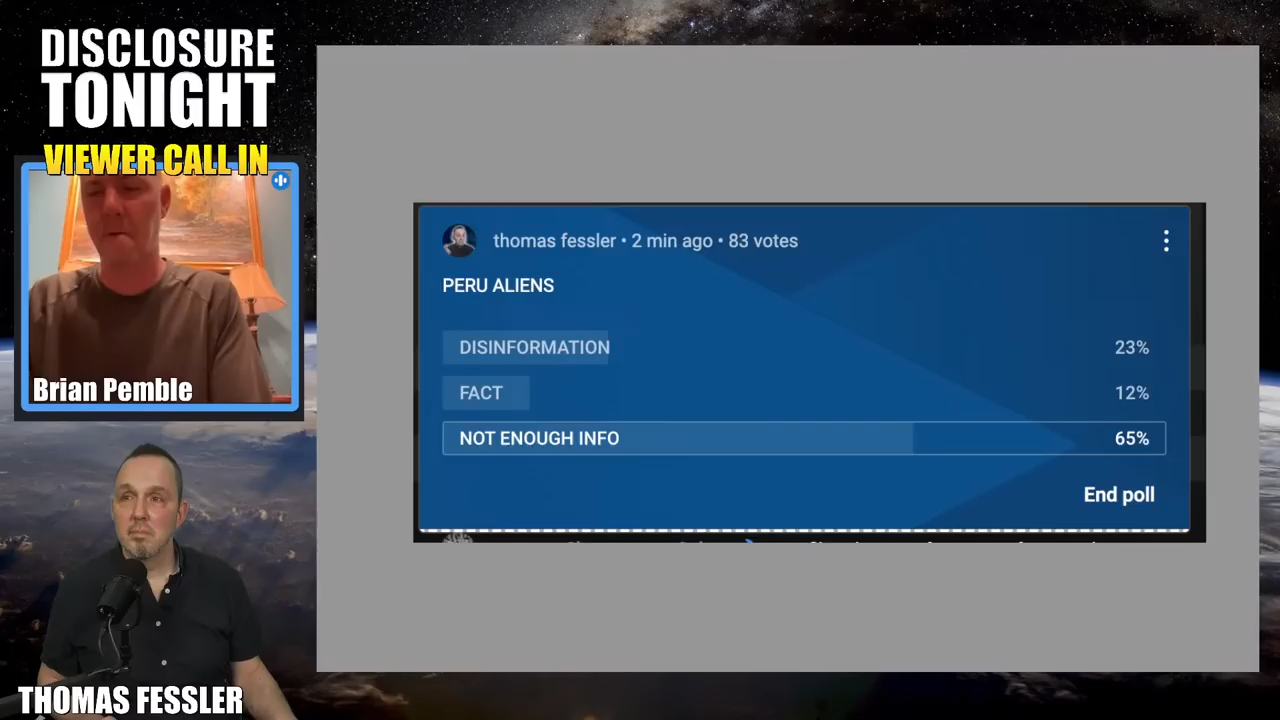 DISCLOSURE
TONIGHT
VIEWER CALL IN
Brian Pemble
THOMAS FESSLER
thomas fessler • 2 min ago • 83 votes
PERU ALIENS
DISINFORMATION 23%
FACT 12%
NOT ENOUGH INFO 65%
End poll